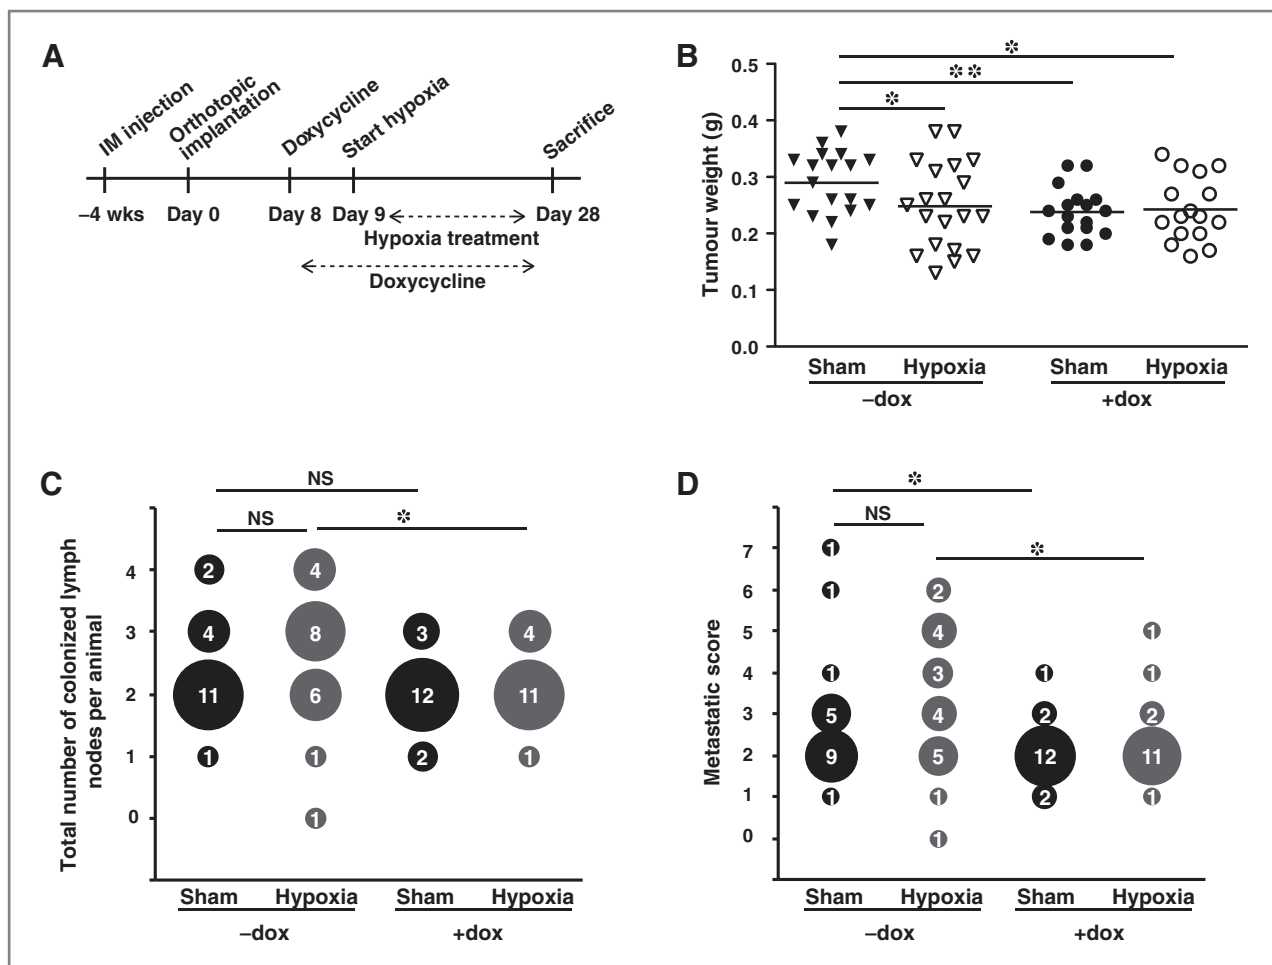 A
IM injection
Orthotopic
implantation
Doxycycline
Start hypoxia
Sacrifice
–4 wks
Day 0
Day 8
Day 9
Day 28
Hypoxia treatment
Doxycycline
B
*
**
*
Tumour weight (g)
0.5
0.4
0.3
0.2
0.1
0.0
Sham
Hypoxia
Sham
Hypoxia
–dox
+dox
C
NS
NS
*
Total number of colonized lymph
nodes per animal
4
3
2
1
0
2
4
11
1
4
8
6
1
1
3
12
2
4
11
1
Sham
Hypoxia
Sham
Hypoxia
–dox
+dox
D
*
NS
*
Metastatic score
7
6
5
4
3
2
1
0
1
1
1
5
9
1
2
4
3
4
5
1
1
1
2
12
2
1
1
2
11
1
Sham
Hypoxia
Sham
Hypoxia
–dox
+dox